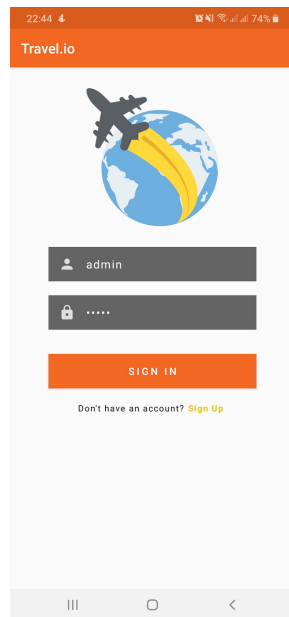 22:44 74%
Travel.io
admin
•••••
SIGN IN
Don't have an account? Sign Up